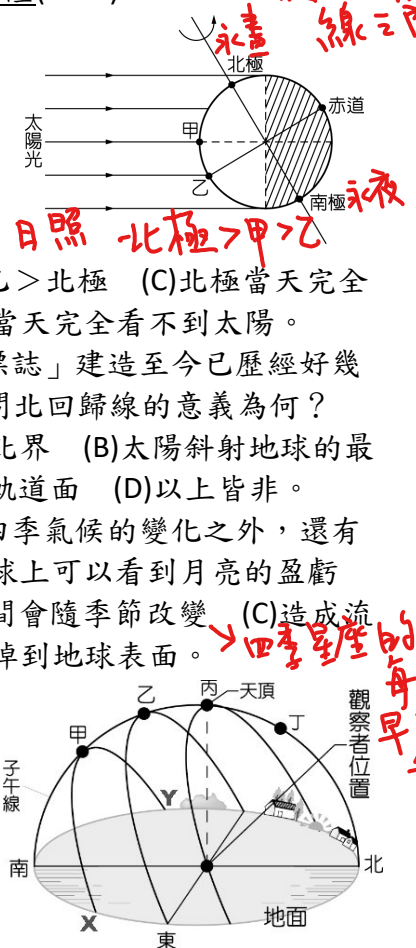 永晝
線三
北極
赤道
太陽光
甲
乙
南極
永夜
日照 北極>甲>乙
>北極 (C)北極當天完全
當天完全看不到太陽。
標誌」建造至今已歷經好幾
北回歸線的意義為何?
北界 (B)太陽斜射地球的最
軌道面 (D)以上皆非。
四季氣候的變化之外,還有
球上可以看到月亮的盈虧
間會隨季節改變 (C)造成流
掉到地球表面。
四季星座的
每
早
丙
天頂
乙
丁
甲
觀察者位置
子午線
Y
南
北
X
東
地面